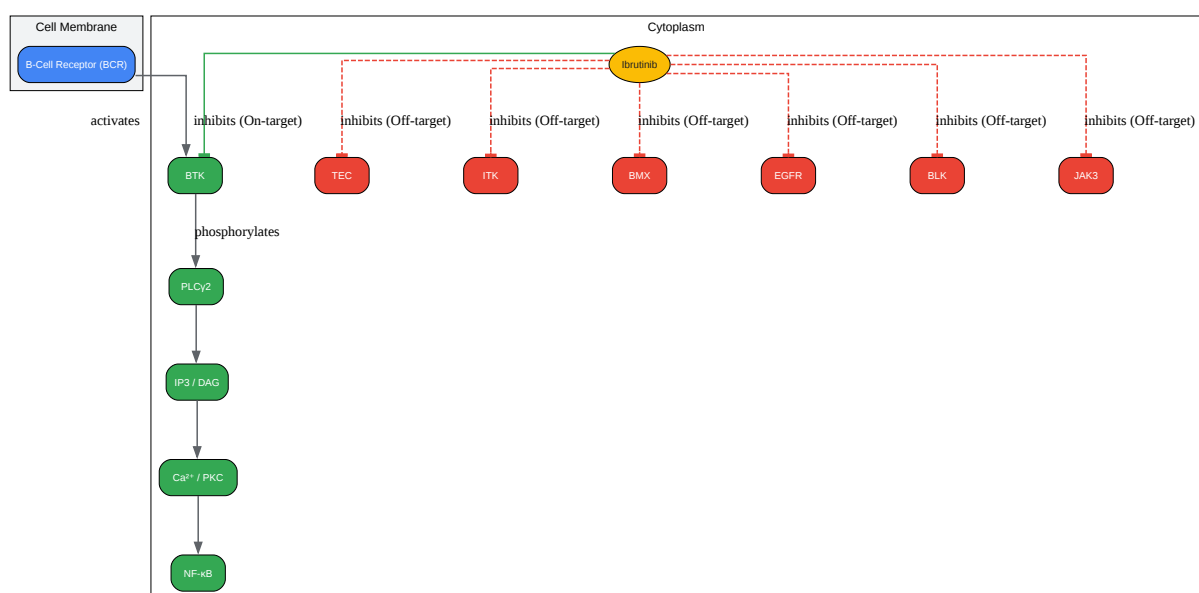 Cell Membrane
Cytoplasm
B-Cell Receptor (BCR)
Ibrutinib
activates
inhibits (On-target)
inhibits (Off-target)
inhibits (Off-target)
inhibits (Off-target)
inhibits (Off-target)
inhibits (Off-target)
inhibits (Off-target)
BTK
TEC
ITK
BMX
EGFR
BLK
JAK3
phosphorylates
PLCγ2
IP3 / DAG
Ca²⁺ / PKC
NF-κB